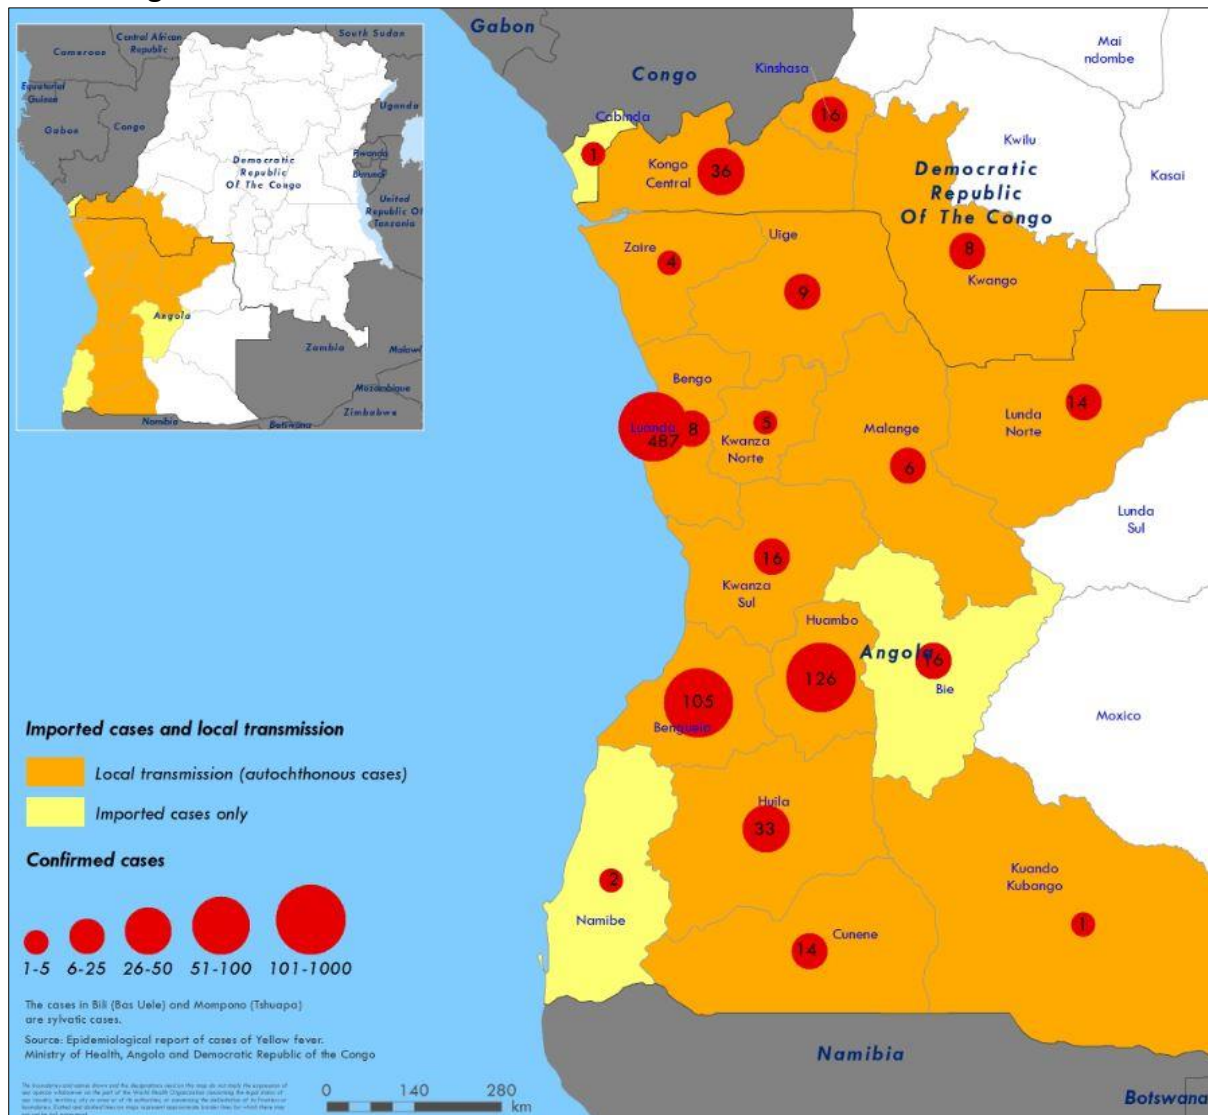 Cameroon
Central African
Republic
South Sudan
Equatorial
Guinea
Gabon
Congo
Uganda
Rwanda
Burundi
Democratic
Republic
Of The Congo
United
Republic Of
Tanzania
Angola
Zambia
Malawi
Mozambique
Zimbabwe
Namibia
Botswana
Gabon
Congo
Kinshasa
16
Mai
ndombe
Cabinda
1
Kongo
Central
36
Kwilu
Kasai
Democratic
Republic
Of The Congo
Zaire
4
Uige
9
8
Kwango
Bengo
Luanda
487
8
5
Kwanza
Norte
Malange
6
Lunda
Norte
14
Lunda
Sul
16
Kwanza
Sul
Huambo
126
Angola
16
Bie
Moxico
105
Benguela
Huila
33
2
Namibe
14
Cunene
Kuando
Kubango
1
Namibia
Botswana
Imported cases and local transmission
Local transmission (autochthonous cases)
Imported cases only
Confirmed cases
1-5 6-25 26-50 51-100 101-1000
The cases in Bili (Bas Uele) and Mompono (Tshuapa)
are sylvatic cases.
Source: Epidemiological report of cases of Yellow fever.
Ministry of Health, Angola and Democratic Republic of the Congo
0 140 280
km